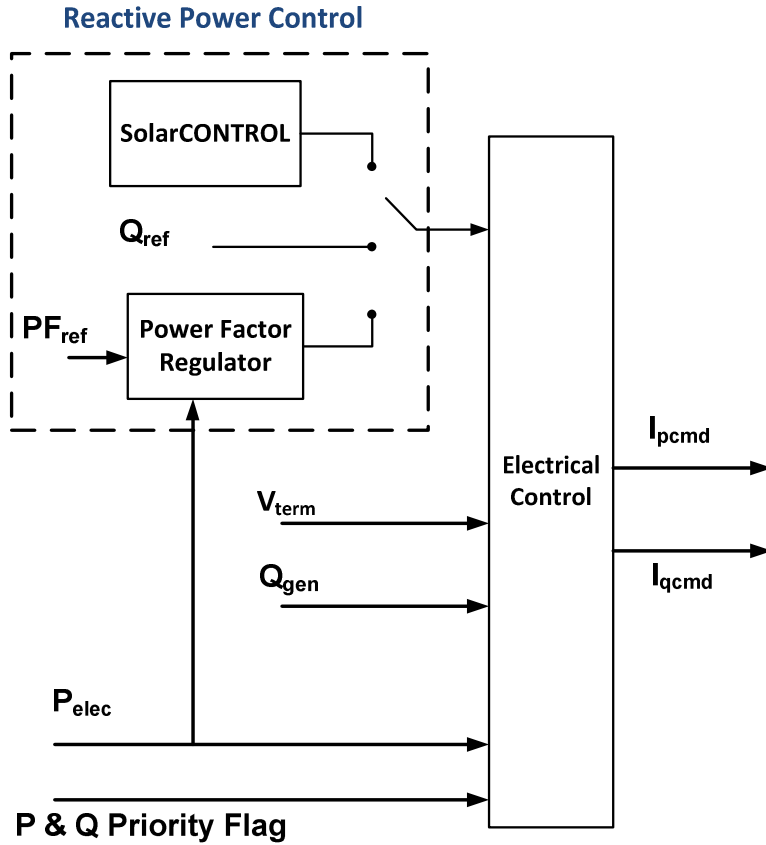 Reactive Power Control
SolarCONTROL
Qref
PFref
Power Factor
Regulator
Electrical
Control
Ipcmd
Iqcmd
Vterm
Qgen
Pelec
P & Q Priority Flag